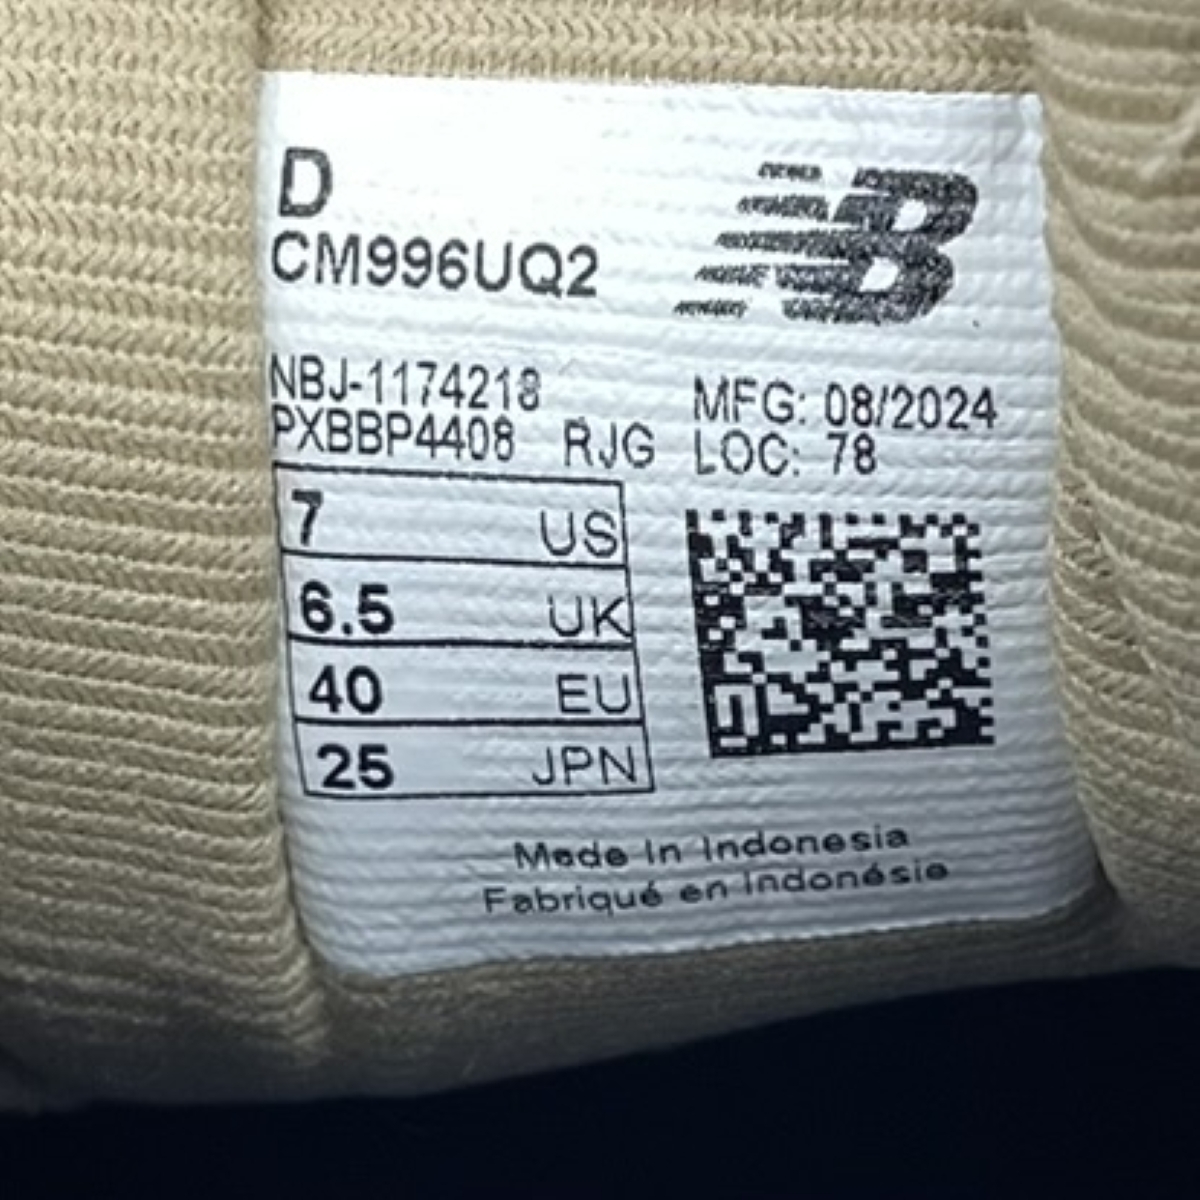 D
CM996UQ2
NB
NBJ-1174218
PXBBP4408 RJG
MFG: 08/2024
LOC: 78
7 US
6.5 UK
40 EU
25 JPN
Made In Indonesia
Fabriqué en Indonésie